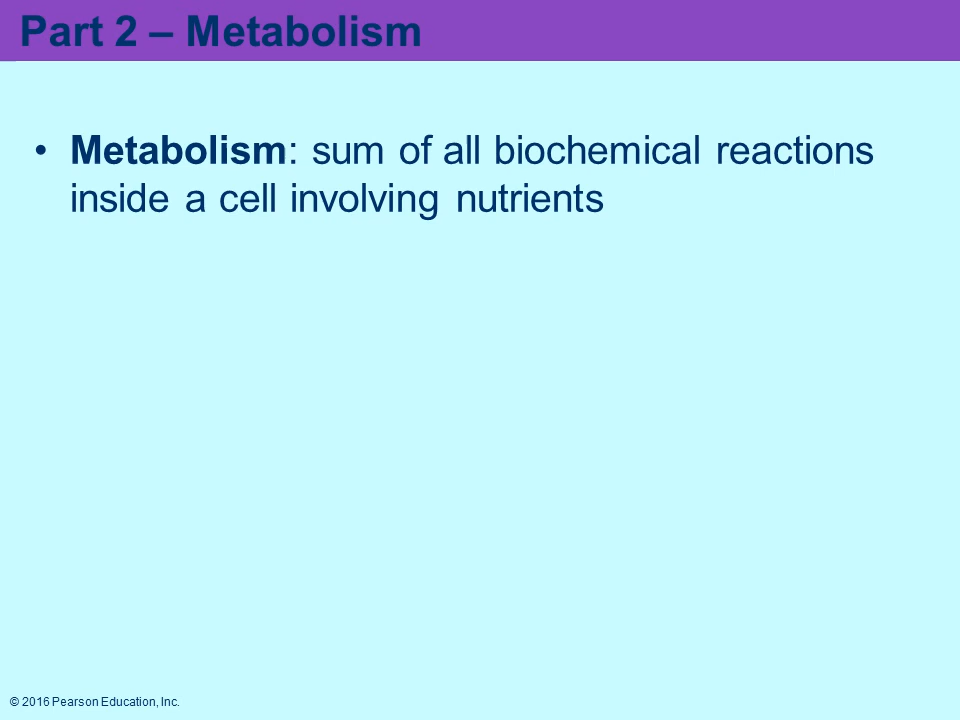 Part 2 – Metabolism
• Metabolism: sum of all biochemical reactions
inside a cell involving nutrients
© 2016 Pearson Education, Inc.